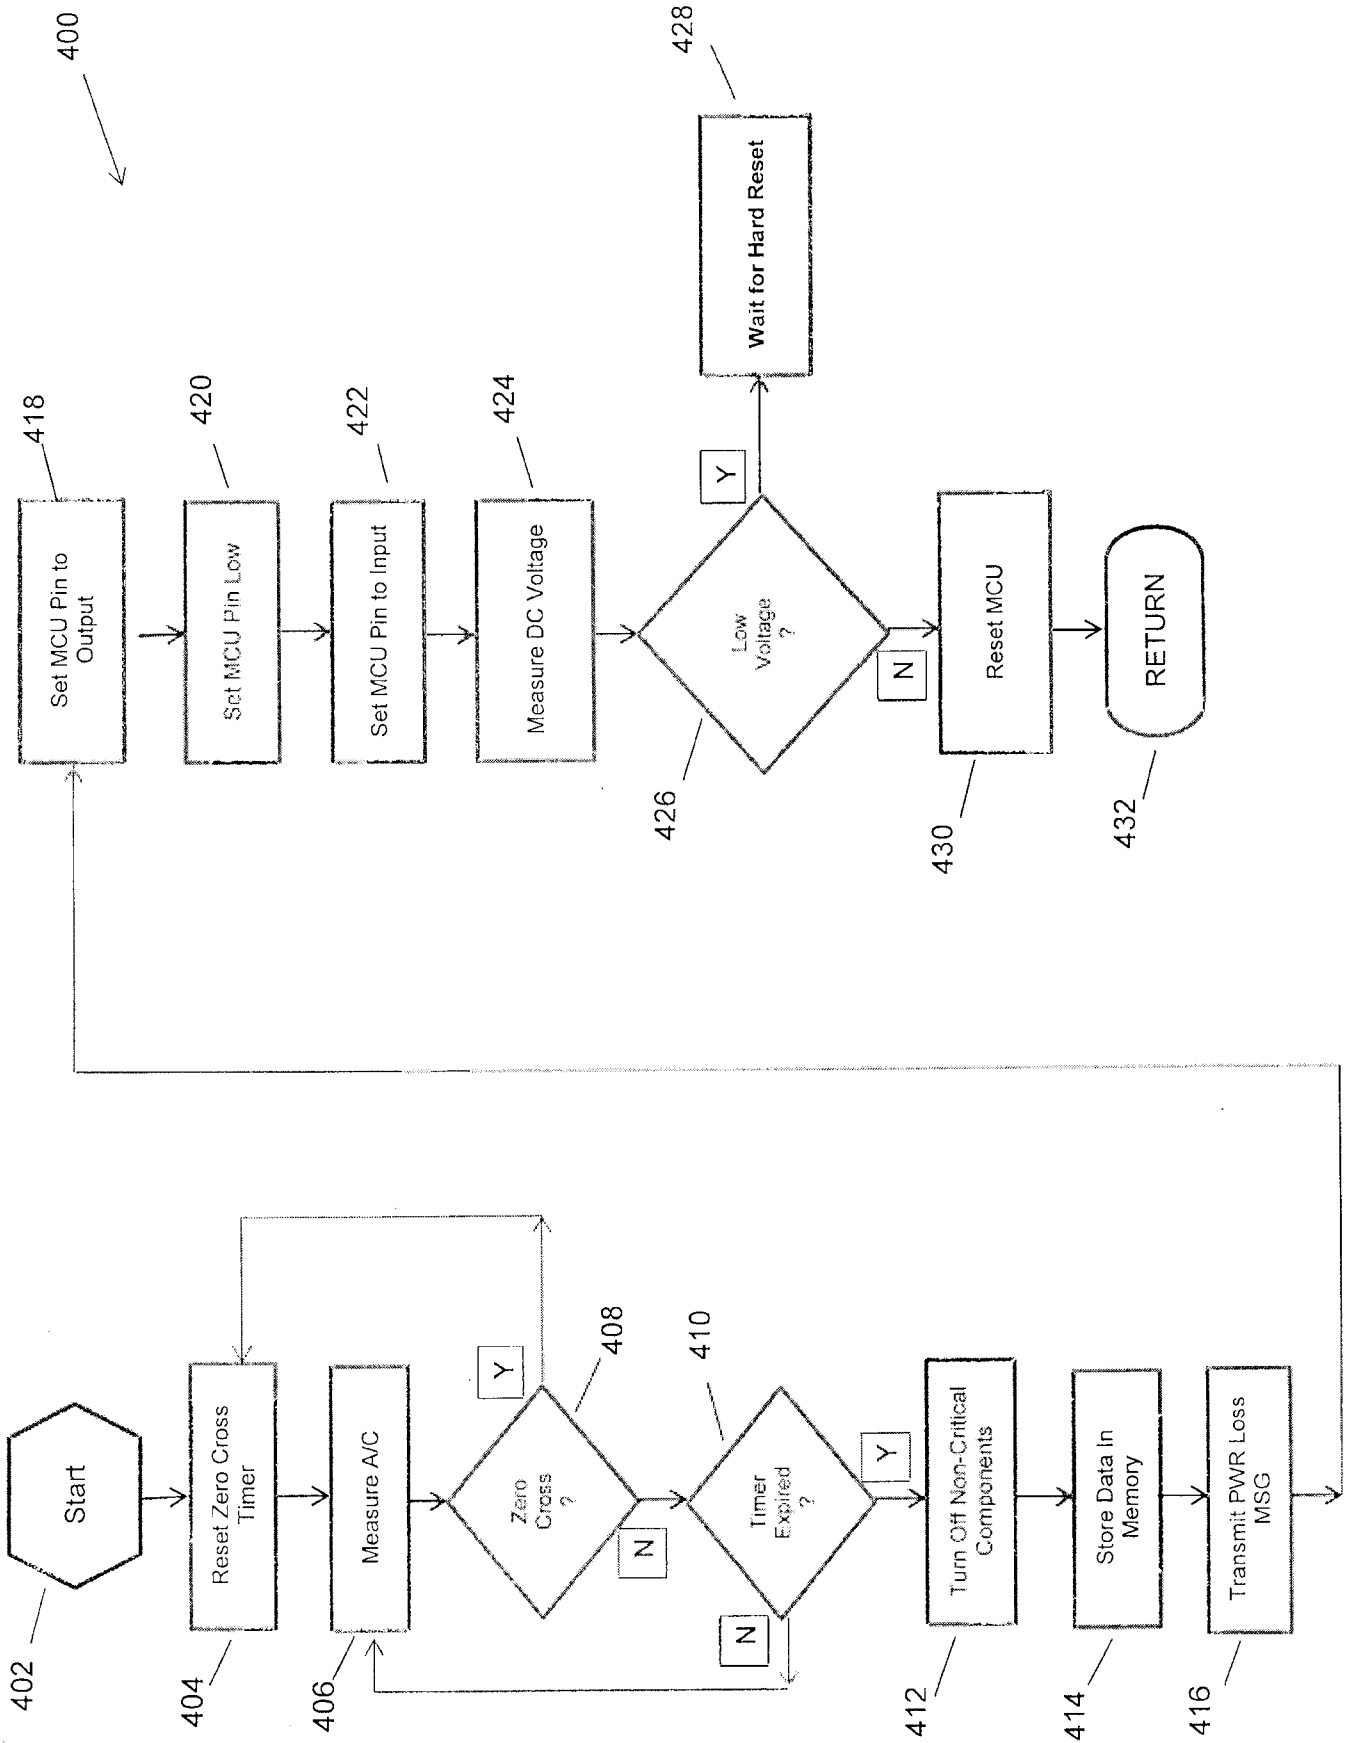 400
402
Start
404
Reset Zero Cross
Timer
406
Measure A/C
Zero
Cross
?
408
Y
N
Timer
Expired
?
410
N
Y
412
Turn Off Non-Critical
Components
414
Store Data In
Memory
416
Transmit PWR Loss
MSG
418
Set MCU Pin to
Output
420
Set MCU Pin Low
422
Set MCU Pin to Input
424
Measure DC Voltage
426
Low
Voltage
?
Y
428
Wait for Hard Reset
N
430
Reset MCU
432
RETURN